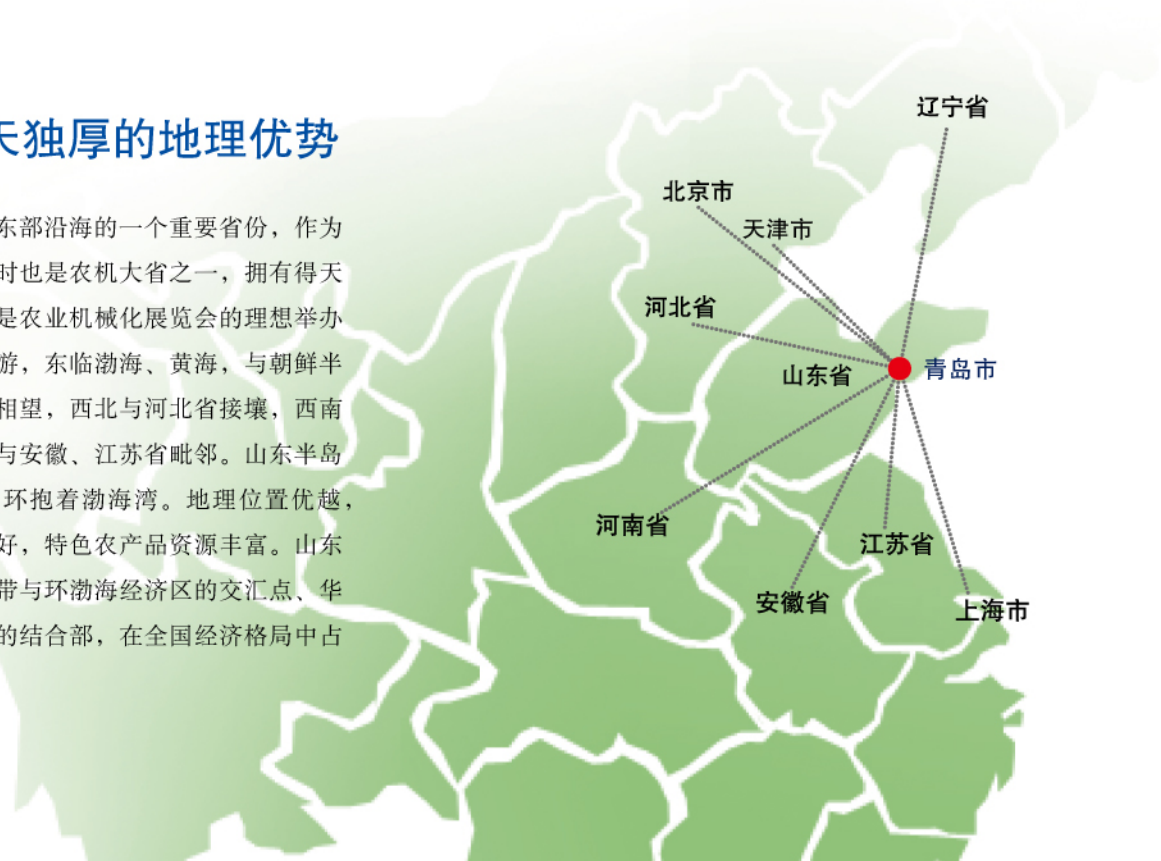 天独厚的地理优势
东部沿海的一个重要省份，作为
时也是农机大省之一，拥有得天
是农业机械化展览会的理想举办
游，东临渤海、黄海，与朝鲜半
相望，西北与河北省接壤，西南
与安徽、江苏省毗邻。山东半岛
环抱着渤海湾。地理位置优越，
好，特色农产品资源丰富。山东
带与环渤海经济区的交汇点、华
的结合部，在全国经济格局中占
辽宁省
北京市
天津市
河北省
山东省
青岛市
河南省
江苏省
安徽省
上海市